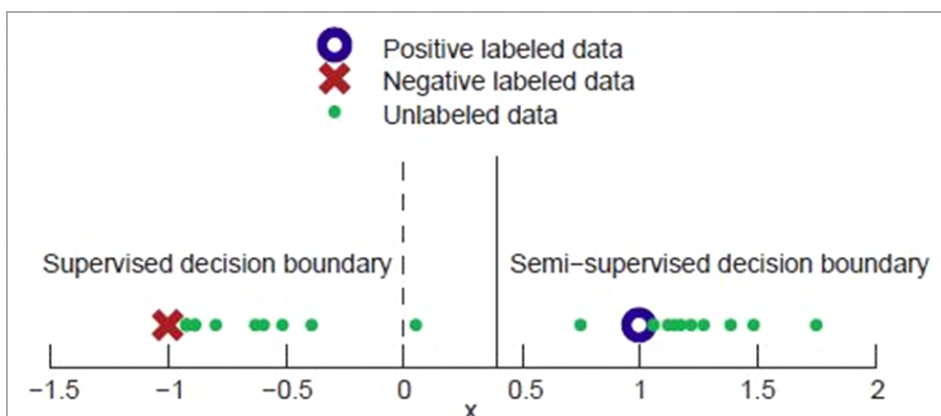 Positive labeled data
Negative labeled data
Unlabeled data
Supervised decision boundary
Semi−supervised decision boundary
−1.5 −1 −0.5 0 0.5 1 1.5 2
x